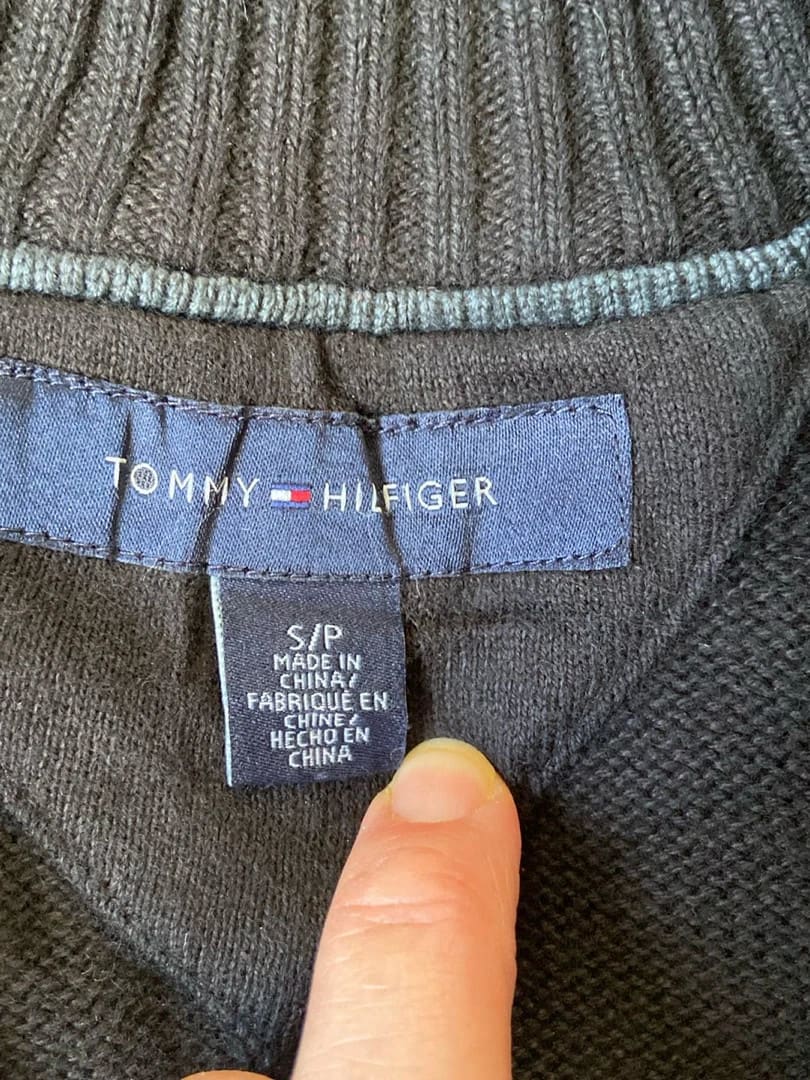 TOMMY HILFIGER
S/P
MADE IN
CHINA/
FABRIQUÉ EN
CHINE/
HECHO EN
CHINA